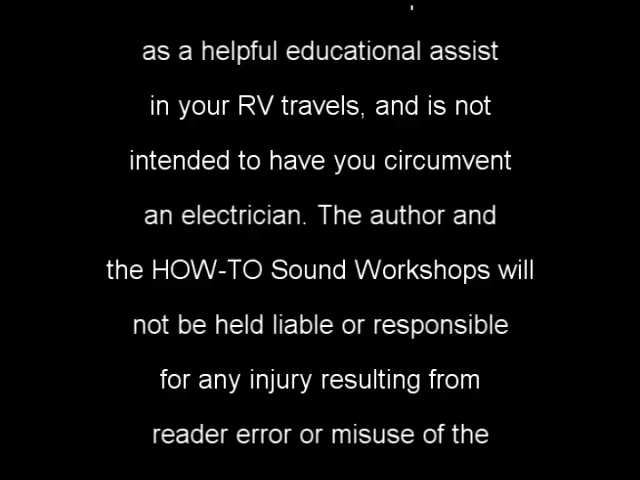 as a helpful educational assist
in your RV travels, and is not
intended to have you circumvent
an electrician. The author and
the HOW-TO Sound Workshops will
not be held liable or responsible
for any injury resulting from
reader error or misuse of the